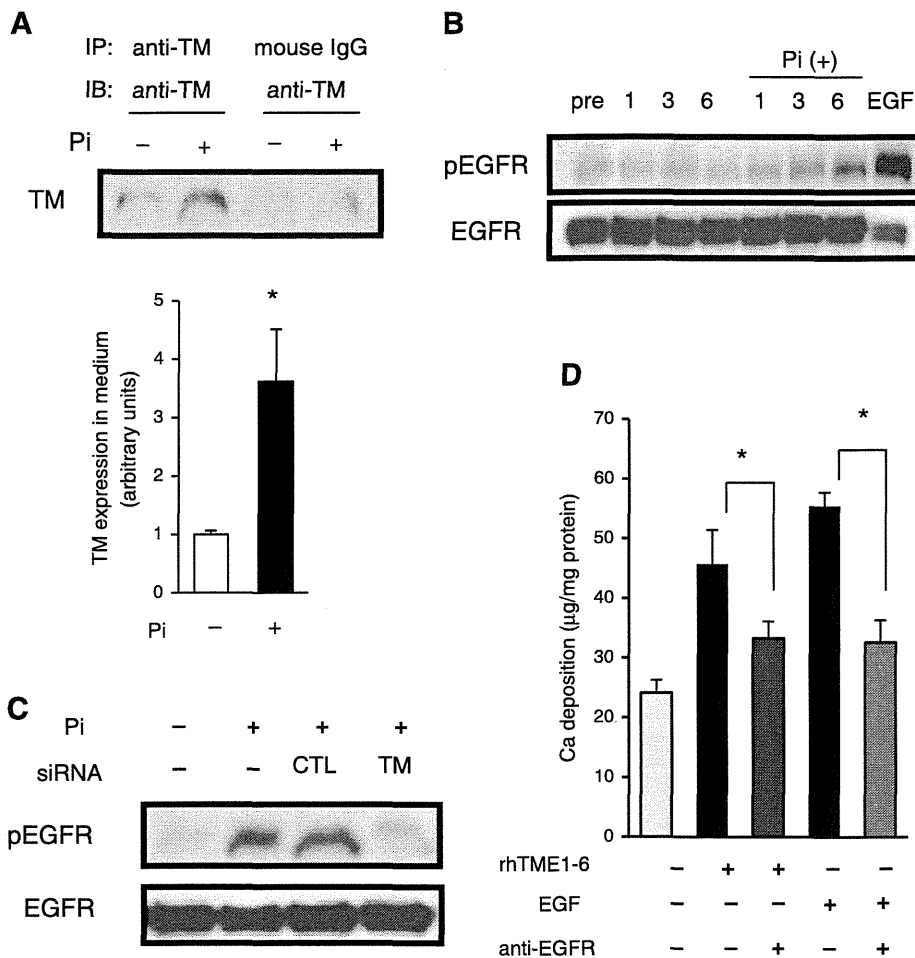 A
IP: anti-TM mouse IgG
IB: anti-TM anti-TM
Pi − + − +
TM
5
4
3
2
1
0
TM expression in medium
(arbitrary units)
*
Pi − +
B
Pi (+)
pre 1 3 6 1 3 6 EGF
pEGFR
EGFR
C
Pi − + + +
siRNA − − CTL TM
pEGFR
EGFR
D
70
60
50
40
30
20
10
0
Ca deposition (μg/mg protein)
* *
rhTME1-6 − + + − −
EGF − − − + +
anti-EGFR − − + − +